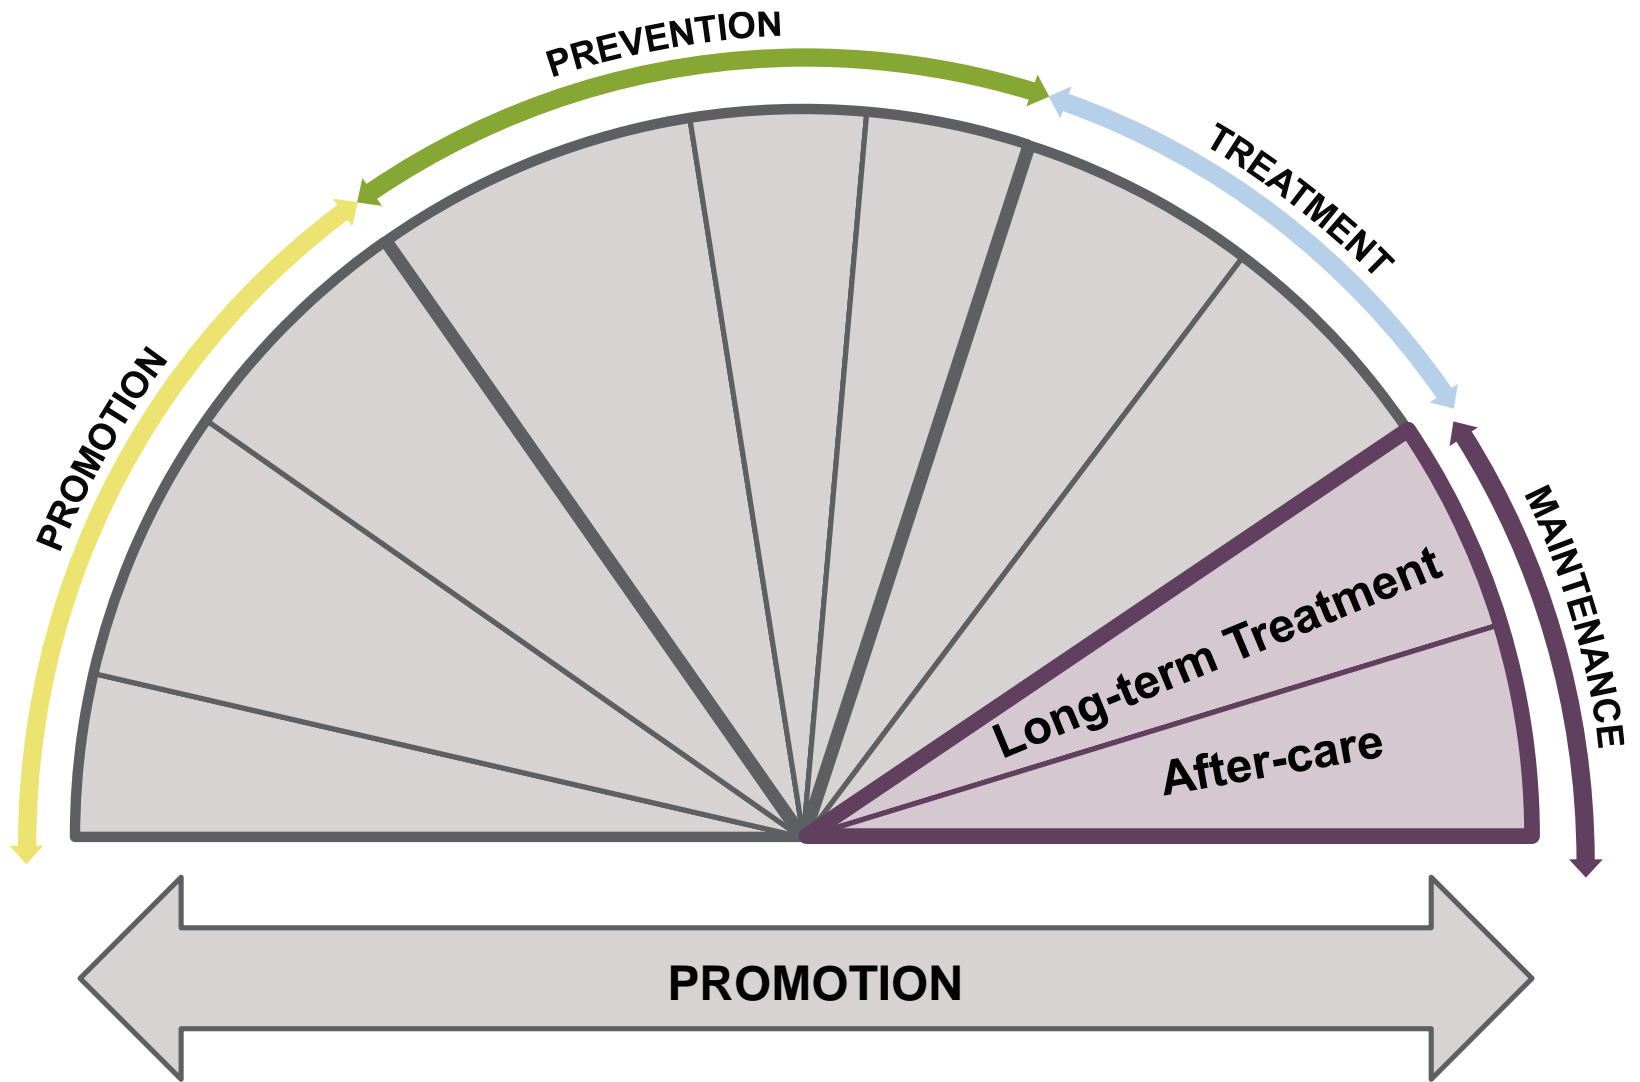 PREVENTION
TREATMENT
PROMOTION
MAINTENANCE
Long-term Treatment
After-care
PROMOTION